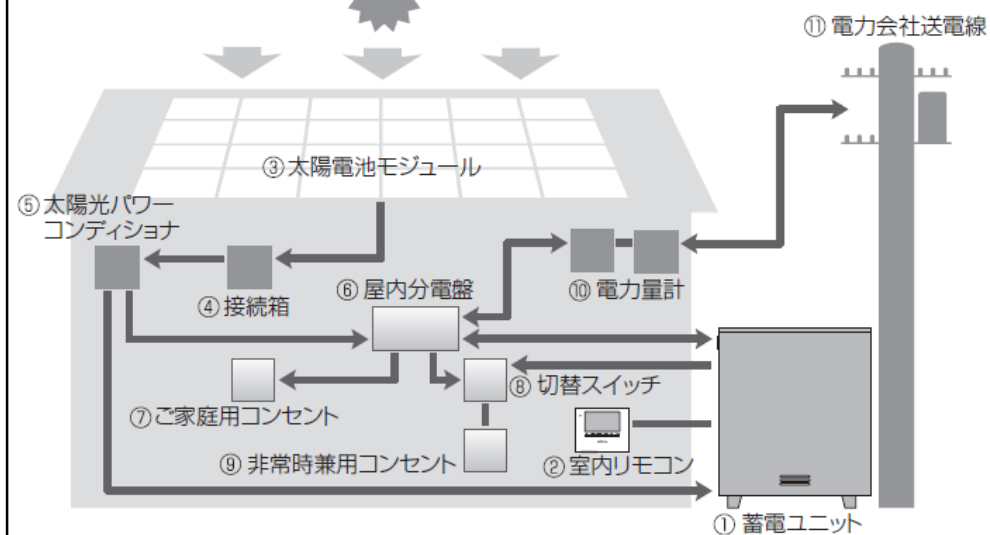 ⑪ 電力会社送電線
③ 太陽電池モジュール
⑤ 太陽光パワー
コンディショナ
④ 接続箱
⑥ 屋内分電盤
⑩ 電力量計
⑧ 切替スイッチ
⑦ ご家庭用コンセント
⑨ 非常時兼用コンセント
② 室内リモコン
① 蓄電ユニット